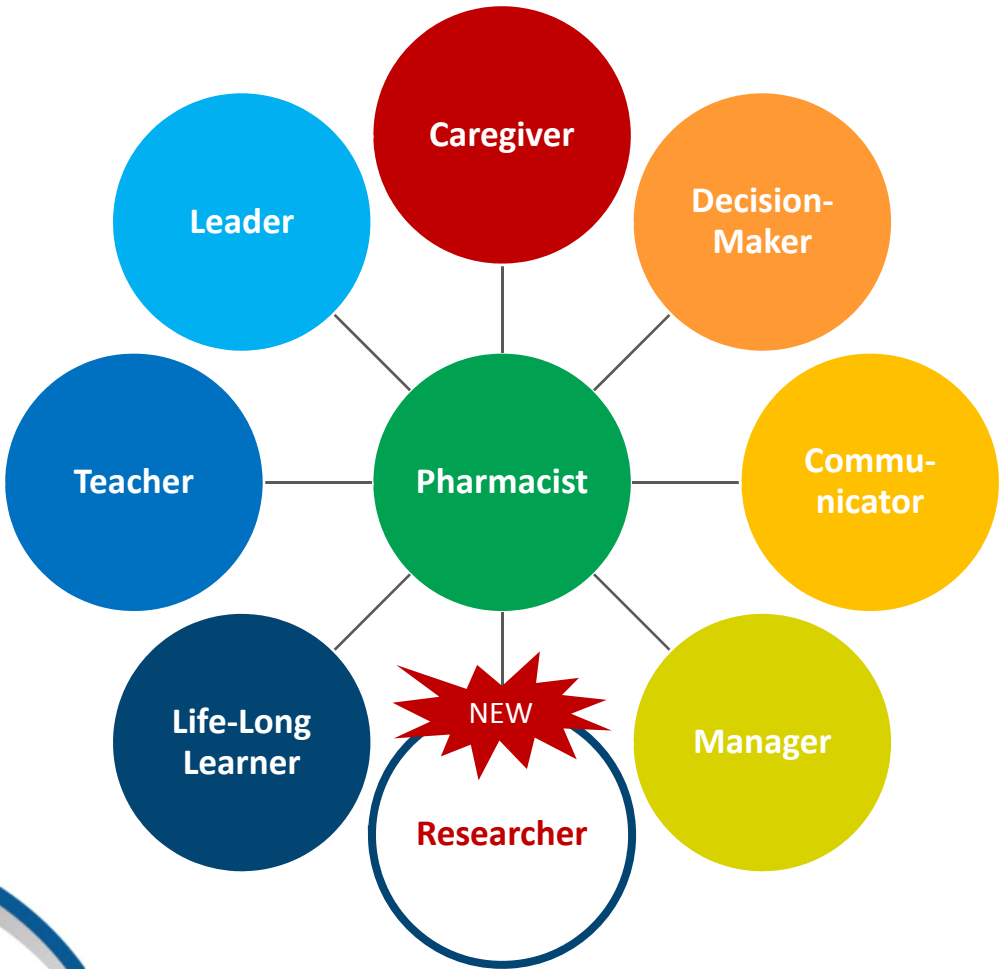 Caregiver
Decision-
Maker
Leader
Commu-
nicator
Teacher
Pharmacist
Manager
Life-Long
Learner
NEW
Researcher